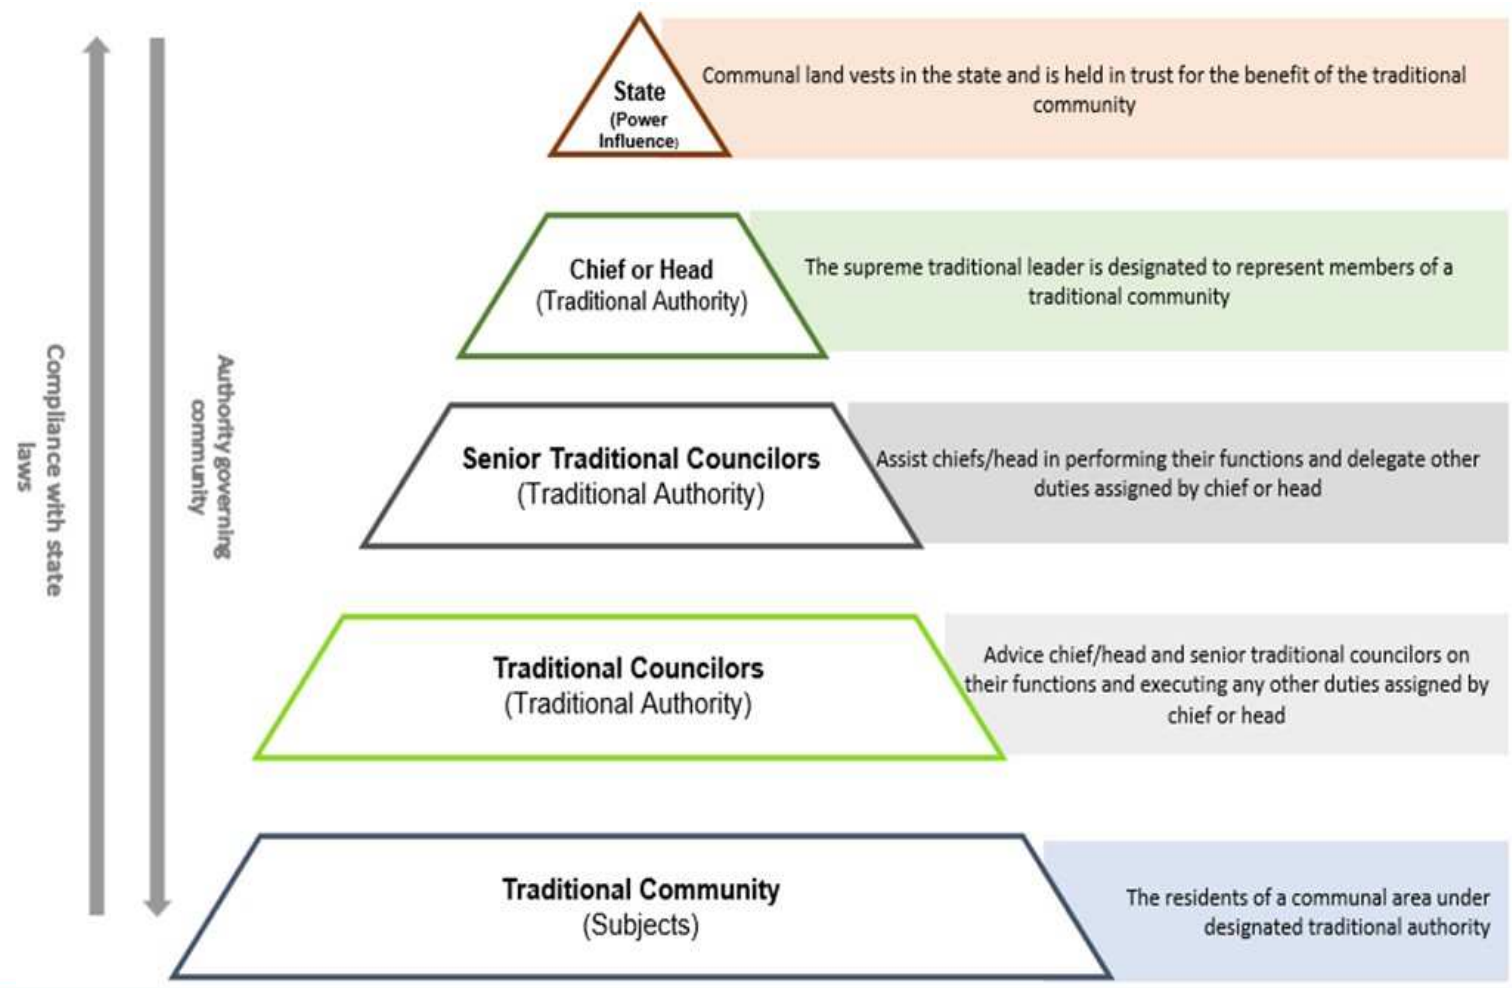 State
(Power
Influence)
Communal land vests in the state and is held in trust for the benefit of the traditional
community
Chief or Head
(Traditional Authority)
The supreme traditional leader is designated to represent members of a
traditional community
Compliance with state
laws
Authority governing
community
Senior Traditional Councilors
(Traditional Authority)
Assist chiefs/head in performing their functions and delegate other
duties assigned by chief or head
Traditional Councilors
(Traditional Authority)
Advice chief/head and senior traditional councilors on
their functions and executing any other duties assigned by
chief or head
Traditional Community
(Subjects)
The residents of a communal area under
designated traditional authority